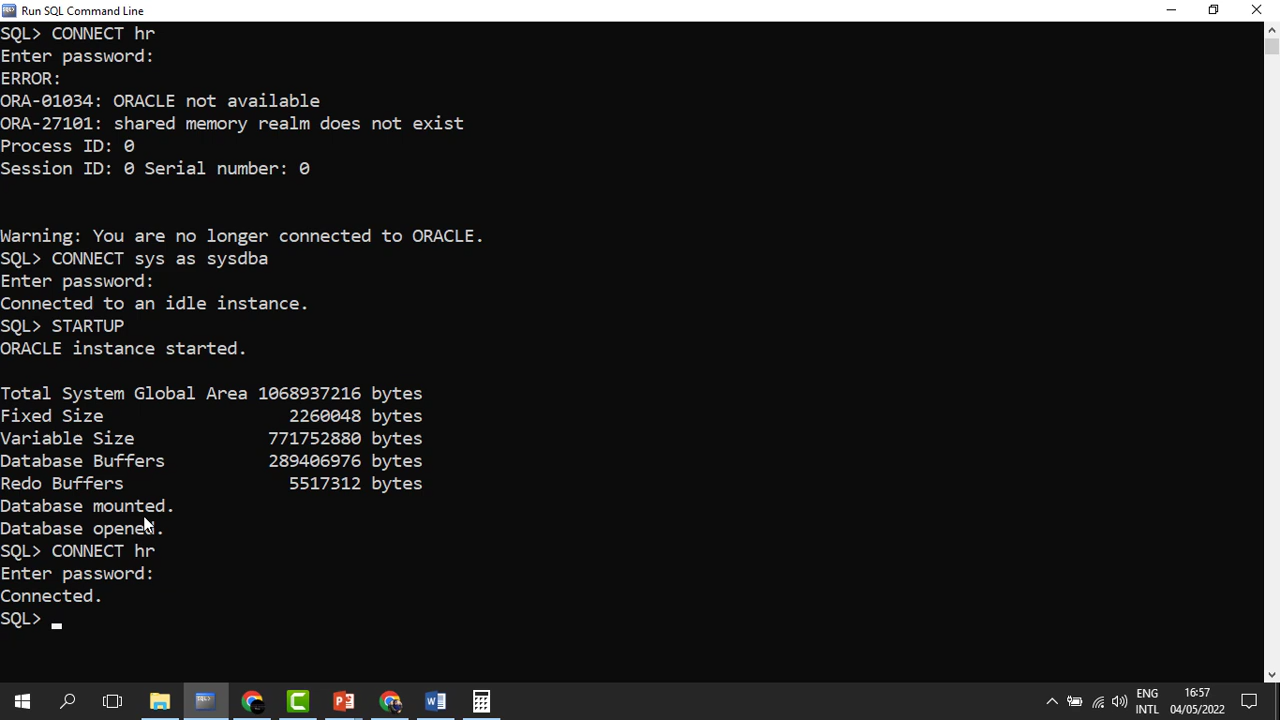 Run SQL Command Line
SQL> CONNECT hr
Enter password:
ERROR:
ORA-01034: ORACLE not available
ORA-27101: shared memory realm does not exist
Process ID: 0
Session ID: 0 Serial number: 0
Warning: You are no longer connected to ORACLE.
SQL> CONNECT sys as sysdba
Enter password:
Connected to an idle instance.
SQL> STARTUP
ORACLE instance started.
Total System Global Area 1068937216 bytes
Fixed Size                  2260048 bytes
Variable Size             771752880 bytes
Database Buffers          289406976 bytes
Redo Buffers                5517312 bytes
Database mounted.
Database opened.
SQL> CONNECT hr
Enter password:
Connected.
SQL>
ENG
INTL
16:57
04/05/2022